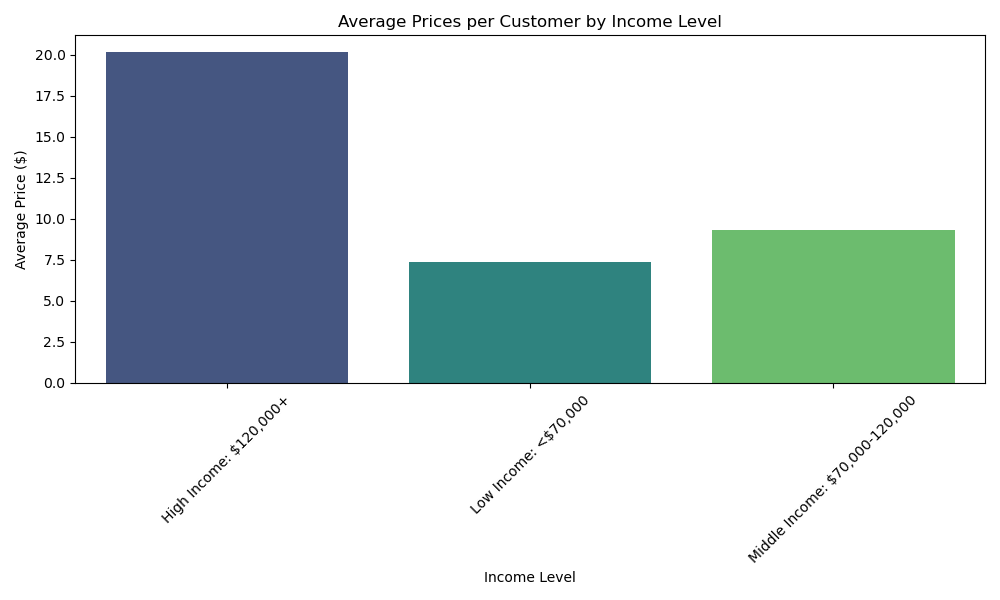 Average Prices per Customer by Income Level
Average Price ($)
20.0
17.5
15.0
12.5
10.0
7.5
5.0
2.5
0.0
High Income: $120,000+
Low Income: <$70,000
Middle Income: $70,000-120,000
Income Level